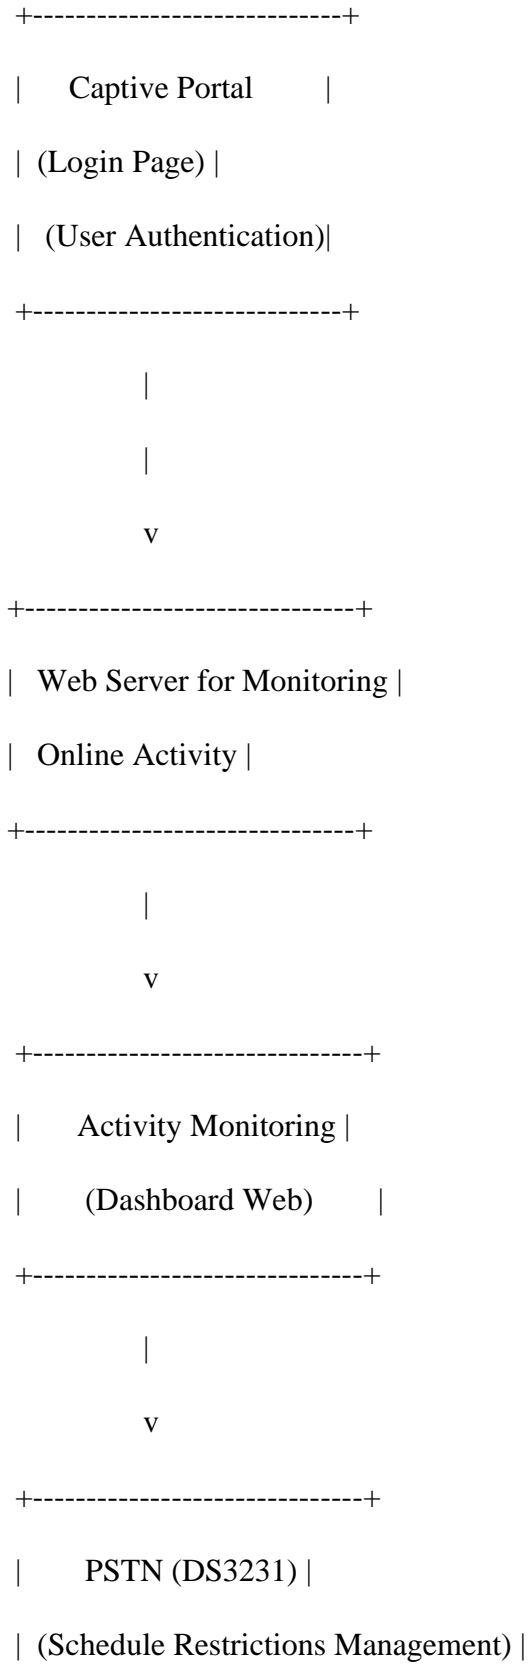 +-----------------------------+
| Captive Portal |
| (Login Page) |
| (User Authentication)|
+-----------------------------+
|
|
v
+-------------------------------+
| Web Server for Monitoring |
| Online Activity |
+-------------------------------+
|
v
+-------------------------------+
| Activity Monitoring |
| (Dashboard Web) |
+-------------------------------+
|
v
+-------------------------------+
| PSTN (DS3231) |
| (Schedule Restrictions Management) |